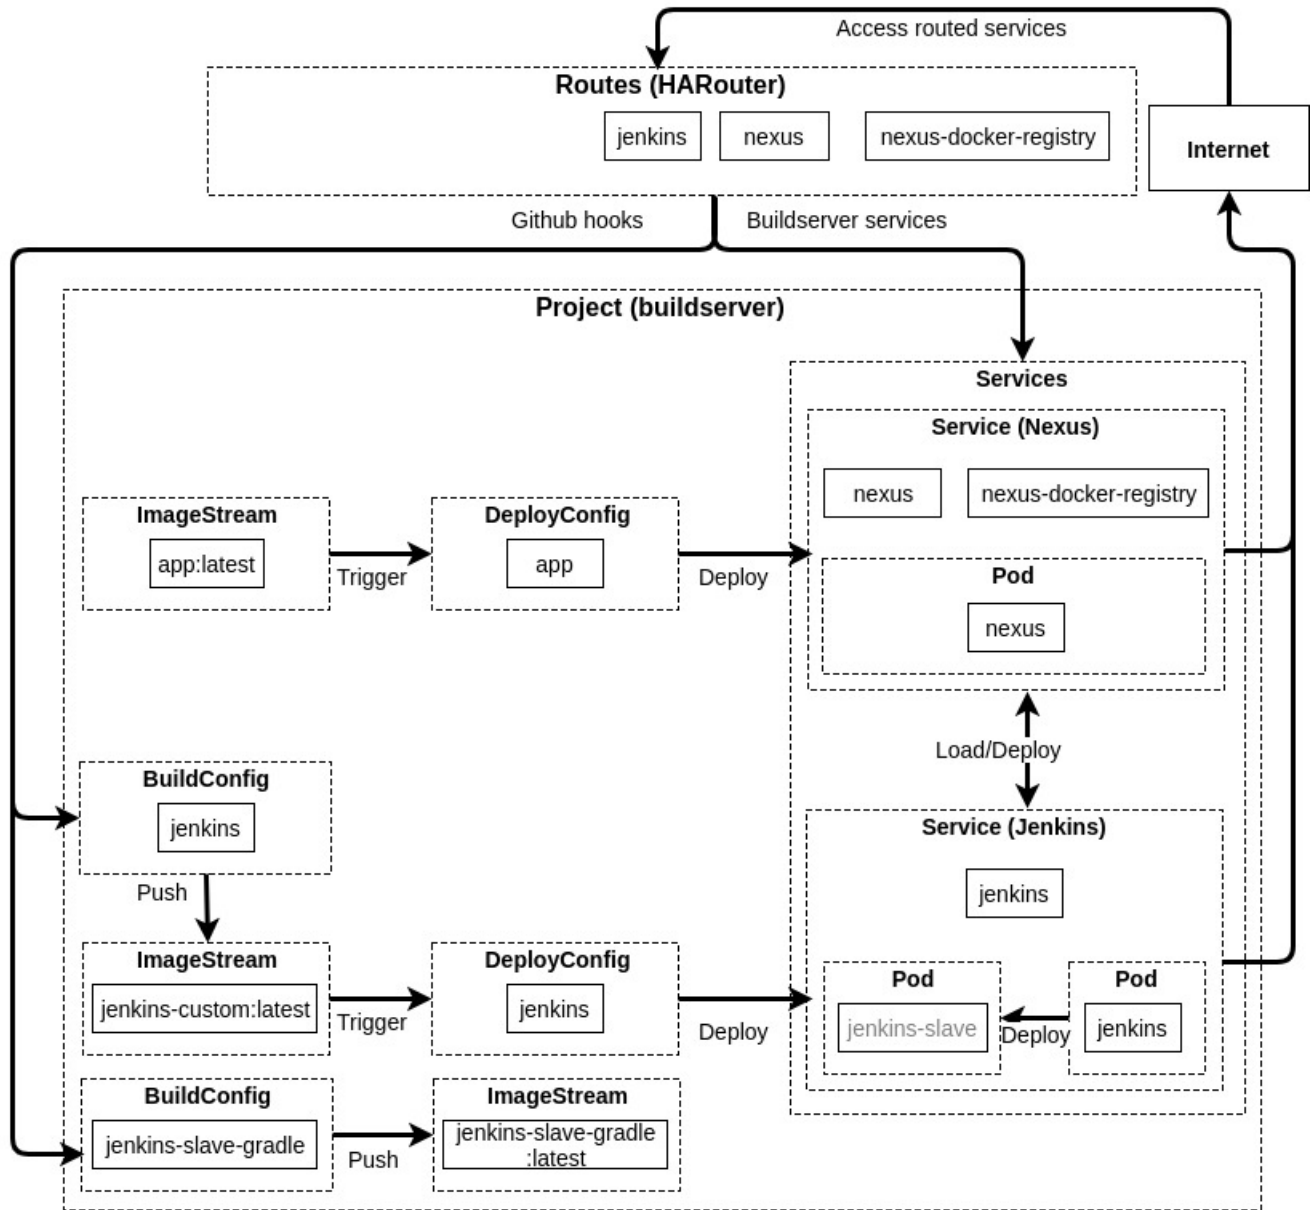 Access routed services
Routes (HARouter)
jenkins
nexus
nexus-docker-registry
Internet
Github hooks
Buildserver services
Project (buildserver)
Services
Service (Nexus)
nexus
nexus-docker-registry
ImageStream
app:latest
Trigger
DeployConfig
app
Deploy
Pod
nexus
Load/Deploy
BuildConfig
jenkins
Push
Service (Jenkins)
jenkins
ImageStream
jenkins-custom:latest
Trigger
DeployConfig
jenkins
Deploy
Pod
jenkins-slave
Deploy
Pod
jenkins
BuildConfig
jenkins-slave-gradle
Push
ImageStream
jenkins-slave-gradle
:latest